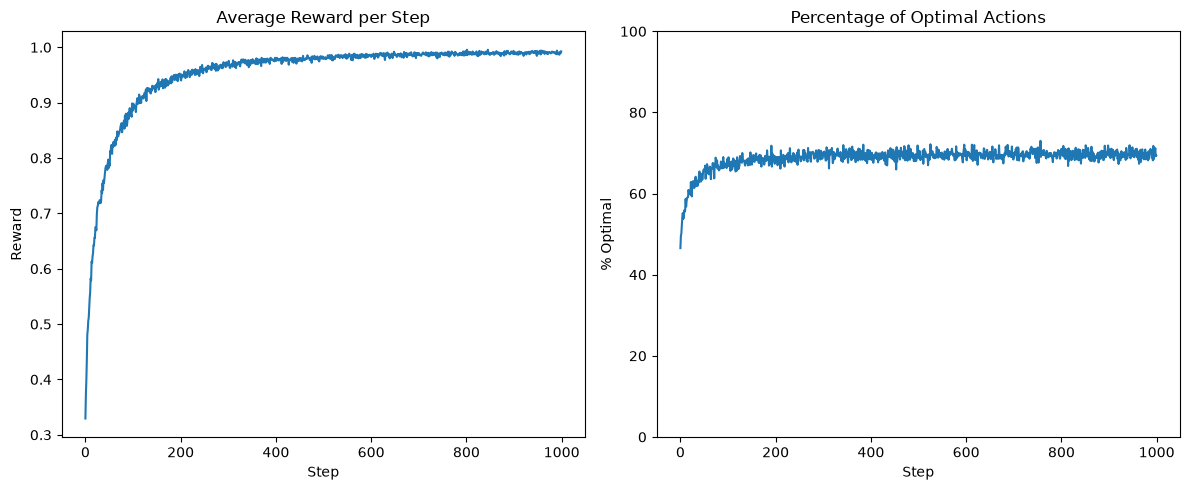 Average Reward per Step
1.0
0.9
0.8
0.7
0.6
0.5
0.4
0.3
Reward
0 200 400 600 800 1000
Step
Percentage of Optimal Actions
100
80
60
40
20
0
% Optimal
0 200 400 600 800 1000
Step